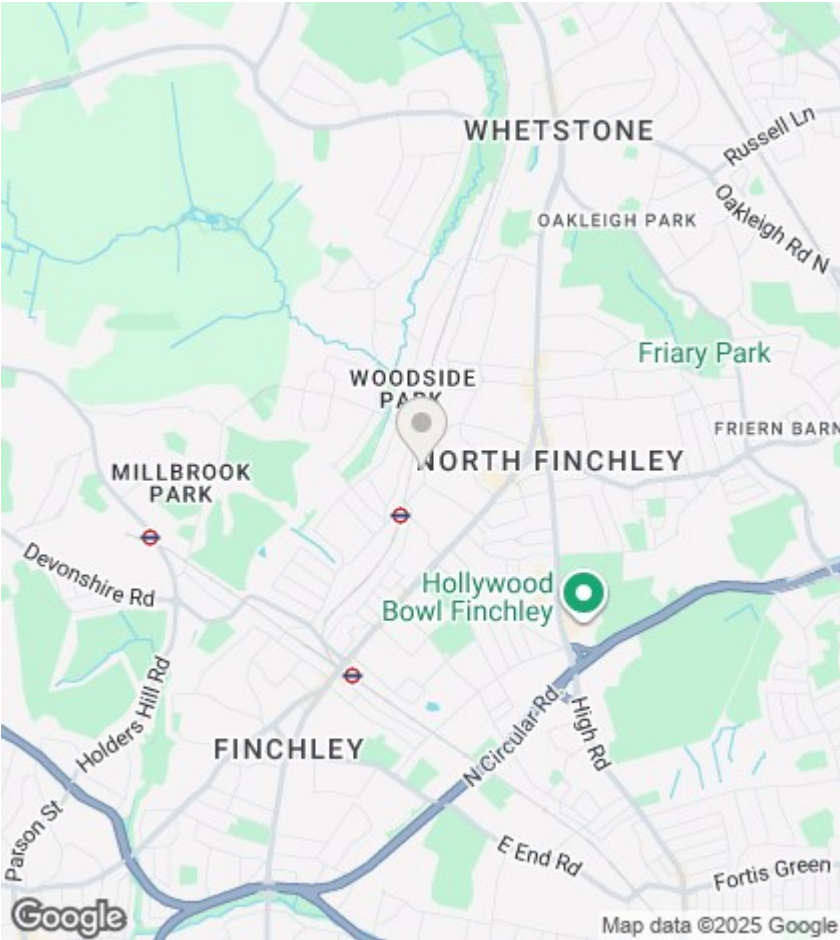 WHETSTONE
Russell Ln
Oakleigh Rd N
OAKLEIGH PARK
Friary Park
WOODSIDE
PARK
FRIERN BARN
NORTH FINCHLEY
MILLBROOK
PARK
Devonshire Rd
Hollywood
Bowl Finchley
Holders Hill Rd
N Circular Rd
High Rd
FINCHLEY
Parson St
E End Rd
Fortis Green
Google
Map data ©2025 Google